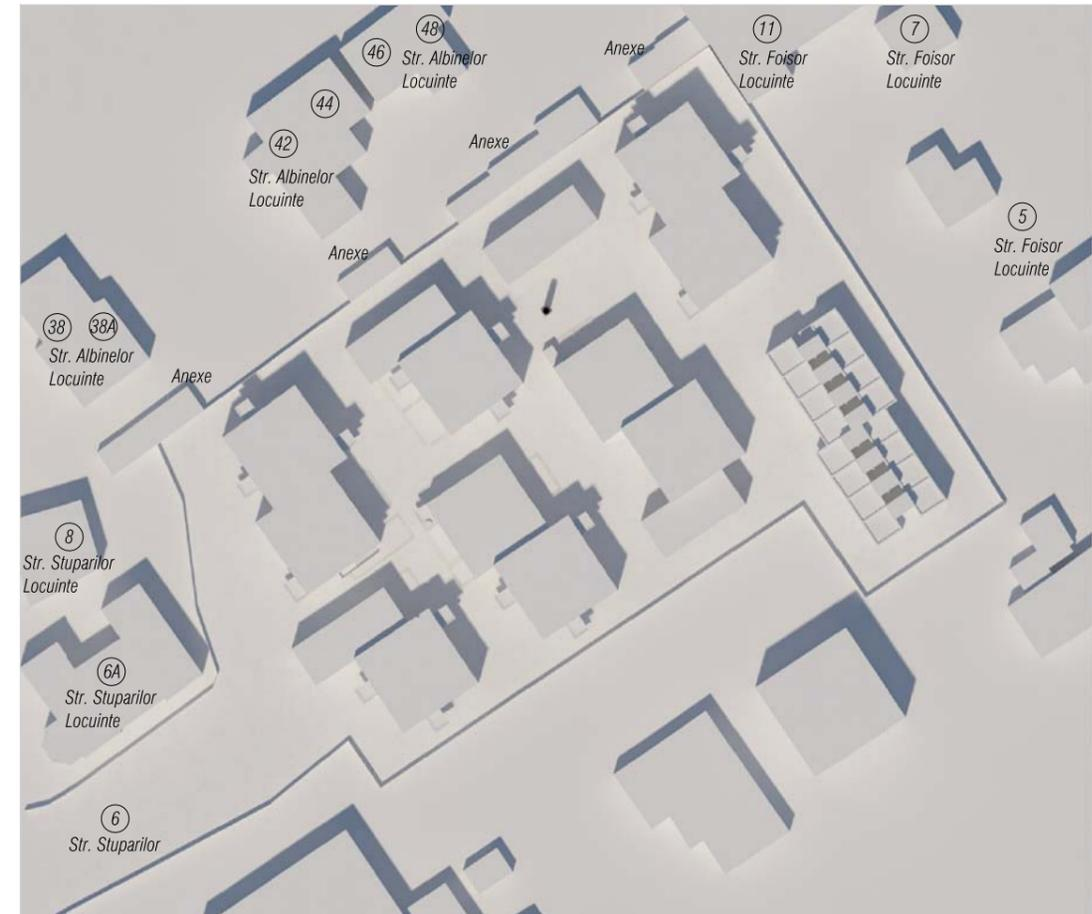 48
Str. Albinelor
Locuinte
46
44
42
Str. Albinelor
Locuinte
Anexe
11
Str. Foisor
Locuinte
7
Str. Foisor
Locuinte
Anexe
5
Str. Foisor
Locuinte
Anexe
38 38A
Str. Albinelor
Locuinte
Anexe
8
Str. Stuparilor
Locuinte
6A
Str. Stuparilor
Locuinte
6
Str. Stuparilor